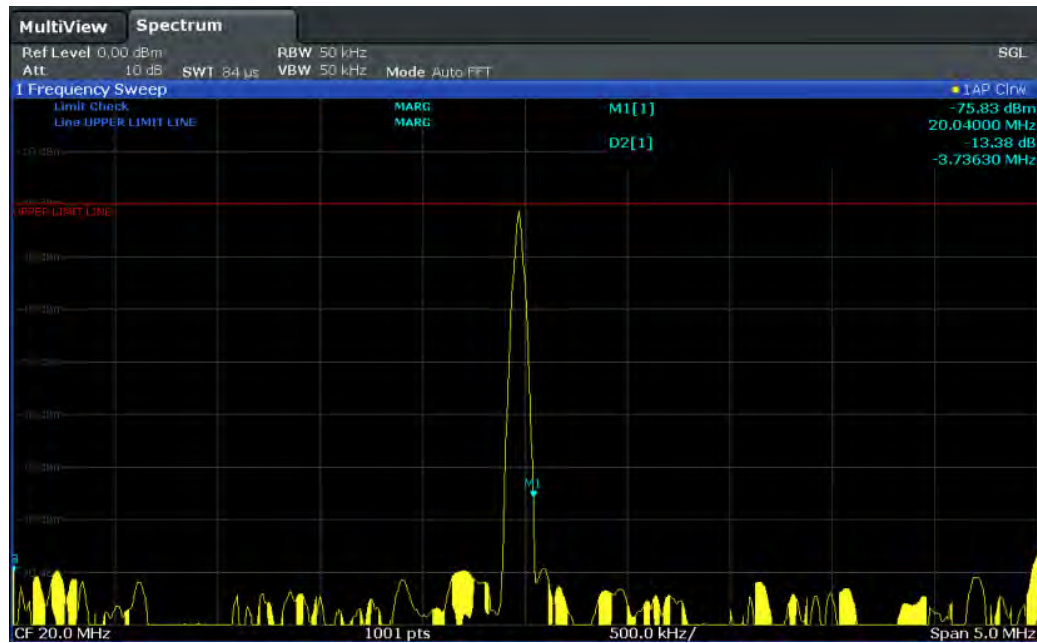 MultiView Spectrum
Ref Level 0,00 dBm RBW 50 kHz SGL
Att 10 dB SWT 84 µs VBW 50 kHz Mode Auto FFT
1 Frequency Sweep 1AP Clrw
Limit Check MARG M1[1] -75.83 dBm
Line UPPER LIMIT LINE MARG 20.04000 MHz
D2[1] -13.38 dB
-10 dBm -3.73630 MHz
UPPER LIMIT LINE
M1
CF 20.0 MHz 1001 pts 500.0 kHz/ Span 5.0 MHz